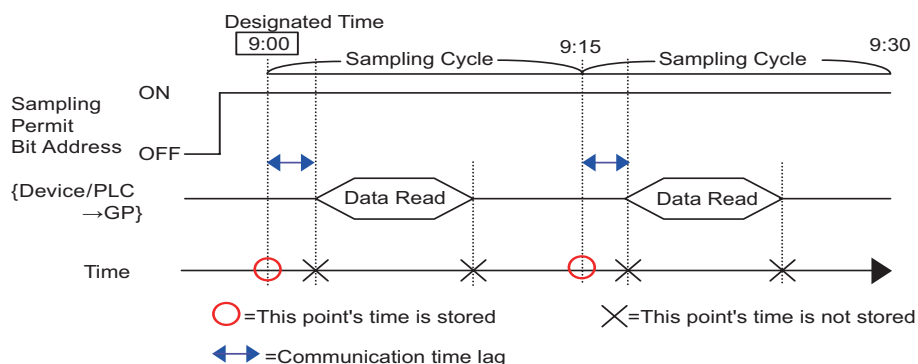 Designated Time
9:00
9:15
9:30
Sampling Cycle
Sampling Cycle
Sampling
Permit
Bit Address
ON
OFF
{Device/PLC
→GP}
Data Read
Data Read
Time
=This point's time is stored
=This point's time is not stored
=Communication time lag